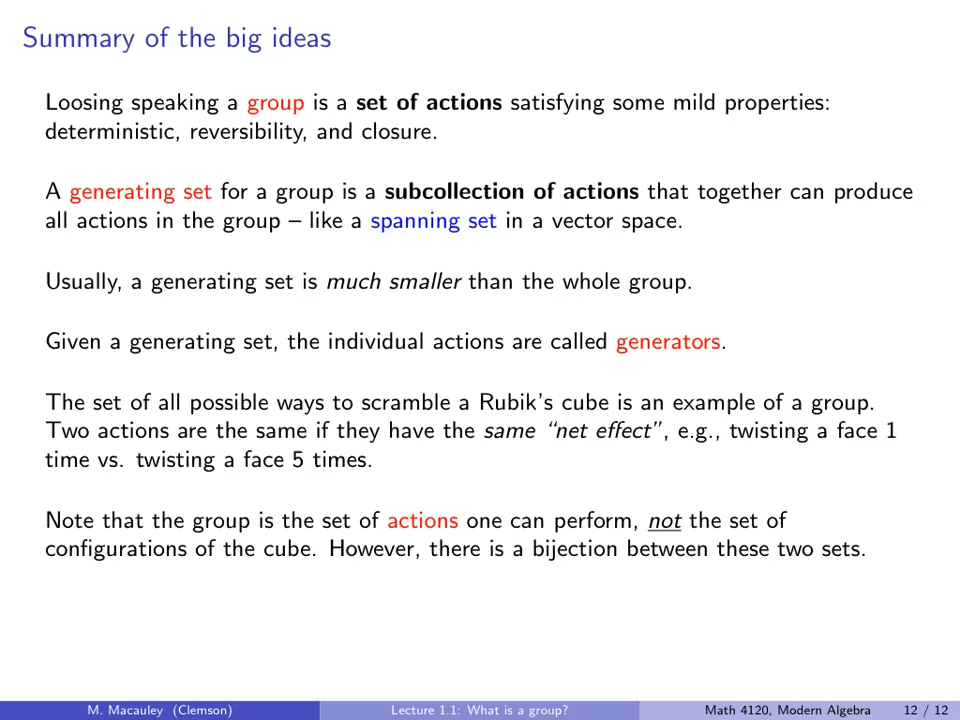 Summary of the big ideas
Loosing speaking a group is a set of actions satisfying some mild properties:
deterministic, reversibility, and closure.
A generating set for a group is a subcollection of actions that together can produce
all actions in the group – like a spanning set in a vector space.
Usually, a generating set is much smaller than the whole group.
Given a generating set, the individual actions are called generators.
The set of all possible ways to scramble a Rubik's cube is an example of a group.
Two actions are the same if they have the same “net effect”, e.g., twisting a face 1
time vs. twisting a face 5 times.
Note that the group is the set of actions one can perform, not the set of
configurations of the cube. However, there is a bijection between these two sets.
M. Macauley (Clemson) Lecture 1.1: What is a group? Math 4120, Modern Algebra 12 / 12